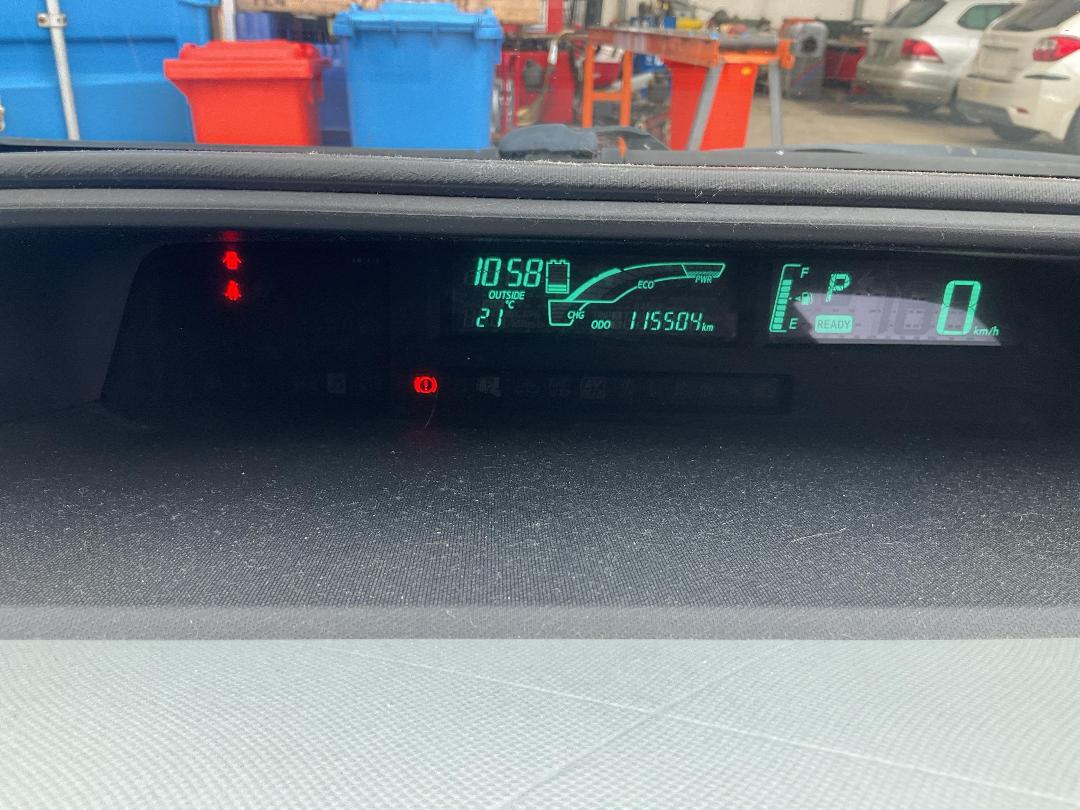 10:58
OUTSIDE
°C
21
CHG
ECO
PWR
ODO 115504 km
F
E
P
READY
0 km/h